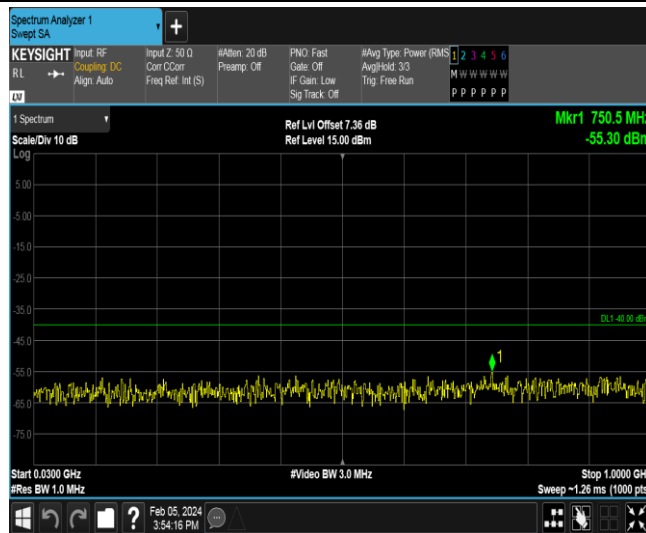 Spectrum Analyzer 1
Swept SA
+
KEYSIGHT
RL
LXI
Input: RF
Coupling: DC
Align: Auto
Input Z: 50 Ω
Corr CCorr
Freq Ref: Int (S)
#Atten: 20 dB
Preamp: Off
PNO: Fast
Gate: Off
IF Gain: Low
Sig Track: Off
#Avg Type: Power (RMS
Avg|Hold: 3/3
Trig: Free Run
1 2 3 4 5 6
M W W W W W
P P P P P P
1 Spectrum
Scale/Div 10 dB
Ref Lvl Offset 7.36 dB
Ref Level 15.00 dBm
Mkr1 750.5 MHz
-55.30 dBm
Log
5.00
-5.00
-15.0
-25.0
-35.0
DL1 -40.00 dBm
-45.0
1
-55.0
-65.0
-75.0
Start 0.0300 GHz
#Res BW 1.0 MHz
#Video BW 3.0 MHz
Stop 1.0000 GH
Sweep ~1.26 ms (1000 pts
?
Feb 05, 2024
3:54:16 PM